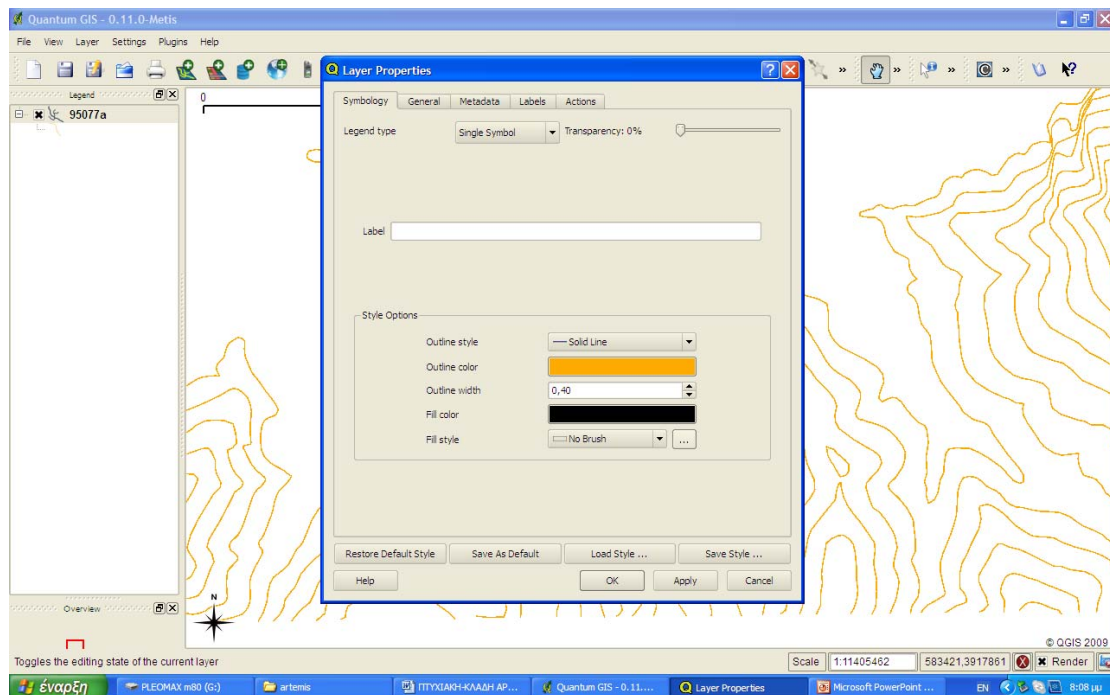 Quantum GIS - 0.11.0-Metis
File View Layer Settings Plugins Help
Layer Properties
» » » »
Legend
95077a
0
Symbology General Metadata Labels Actions
Legend type Single Symbol Transparency: 0%
Label
Style Options
Outline style Solid Line
Outline color
Outline width 0,40
Fill color
Fill style No Brush ...
Restore Default Style Save As Default Load Style ... Save Style ...
Help OK Apply Cancel
Overview
N
© QGIS 2009
Toggles the editing state of the current layer
Scale 1:11405462 583421,3917861 Render
έναρξη PLEOMAX m80 (G:) artemis ΠΤΥΧΙΑΚΗ-ΚΛΑΔΗ ΑΡ... Quantum GIS - 0.11.... Layer Properties Microsoft PowerPoint ... EN 8:08 μμ